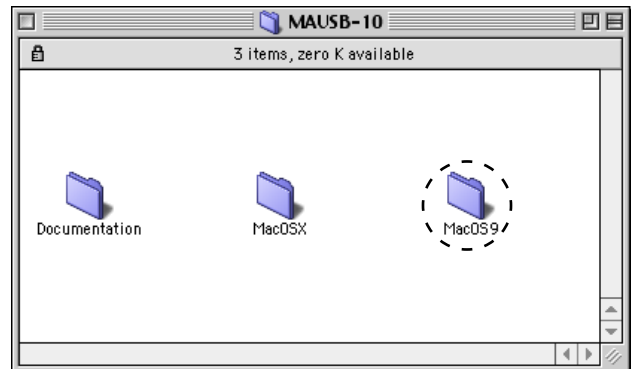 MAUSB-10
3 items, zero K available
Documentation MacOSX MacOS9